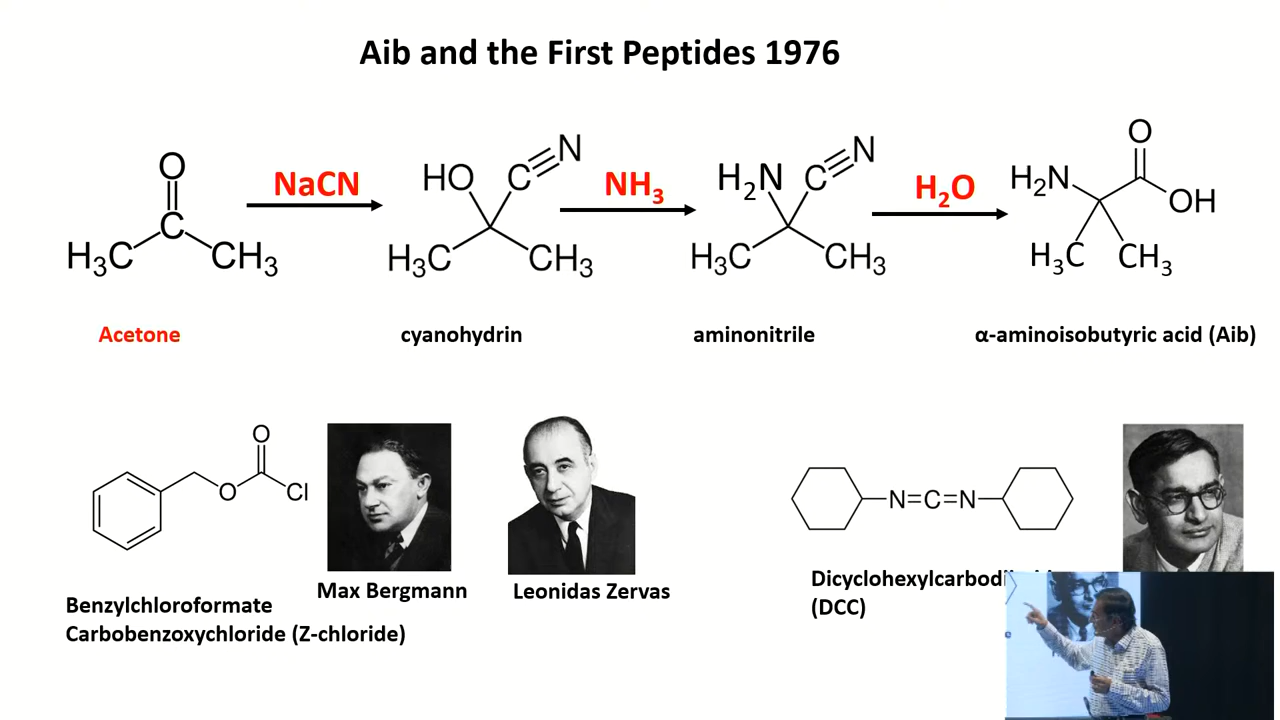 Aib and the First Peptides 1976
O
C
H₃C CH₃
NaCN
HO C≡N
H₃C CH₃
NH₃
H₂N C≡N
H₃C CH₃
H₂O
O
H₂N OH
H₃C CH₃
Acetone
cyanohydrin
aminonitrile
α-aminoisobutyric acid (Aib)
O
O Cl
Benzylchloroformate
Carbobenzoxychloride (Z-chloride)
Max Bergmann
Leonidas Zervas
N=C=N
(DCC)